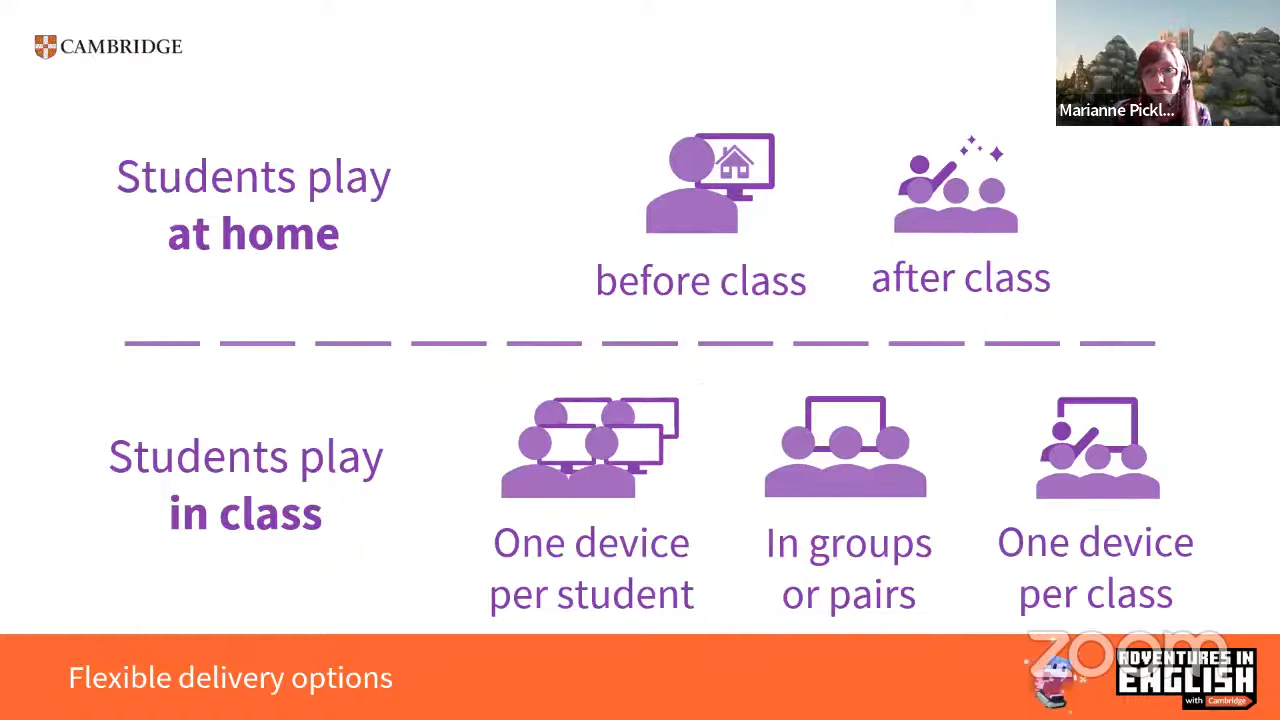 CAMBRIDGE
Marianne Pickl...
Students play
at home
before class
after class
Students play
in class
One device
per student
In groups
or pairs
One device
per class
Flexible delivery options
zoom
ADVENTURES IN
ENGLISH
with Cambridge